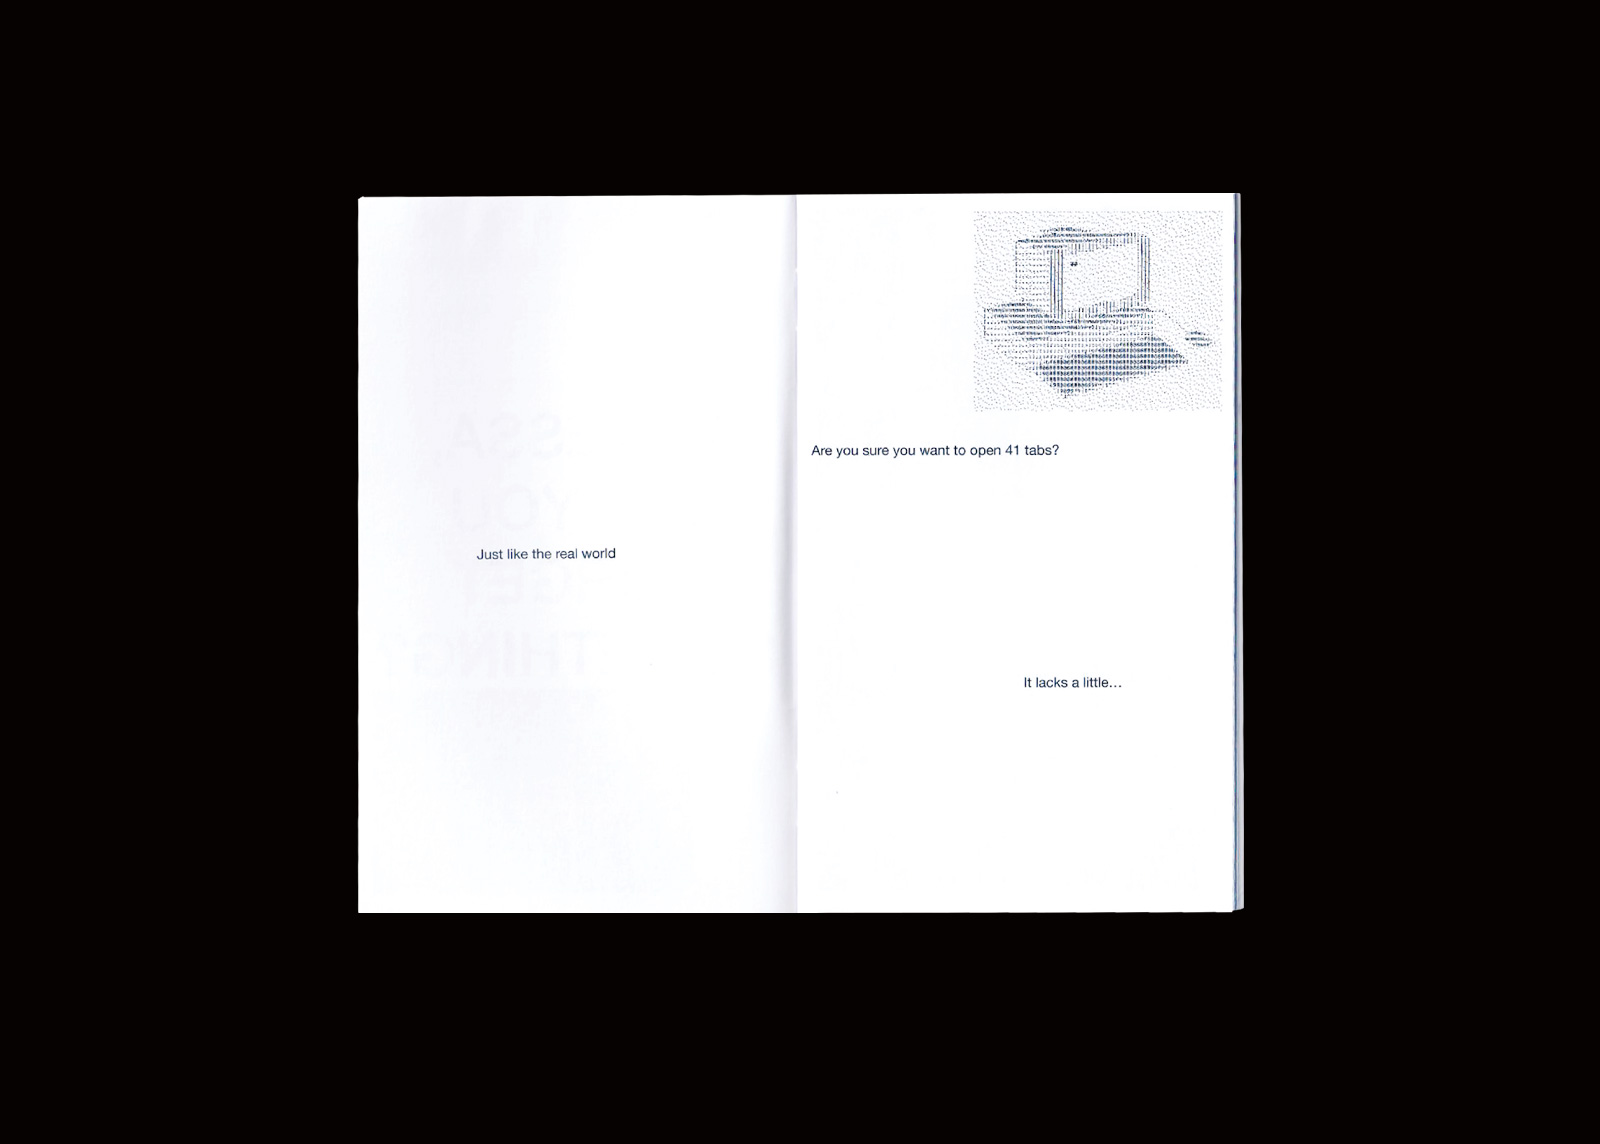 Just like the real world
Are you sure you want to open 41 tabs?
It lacks a little…